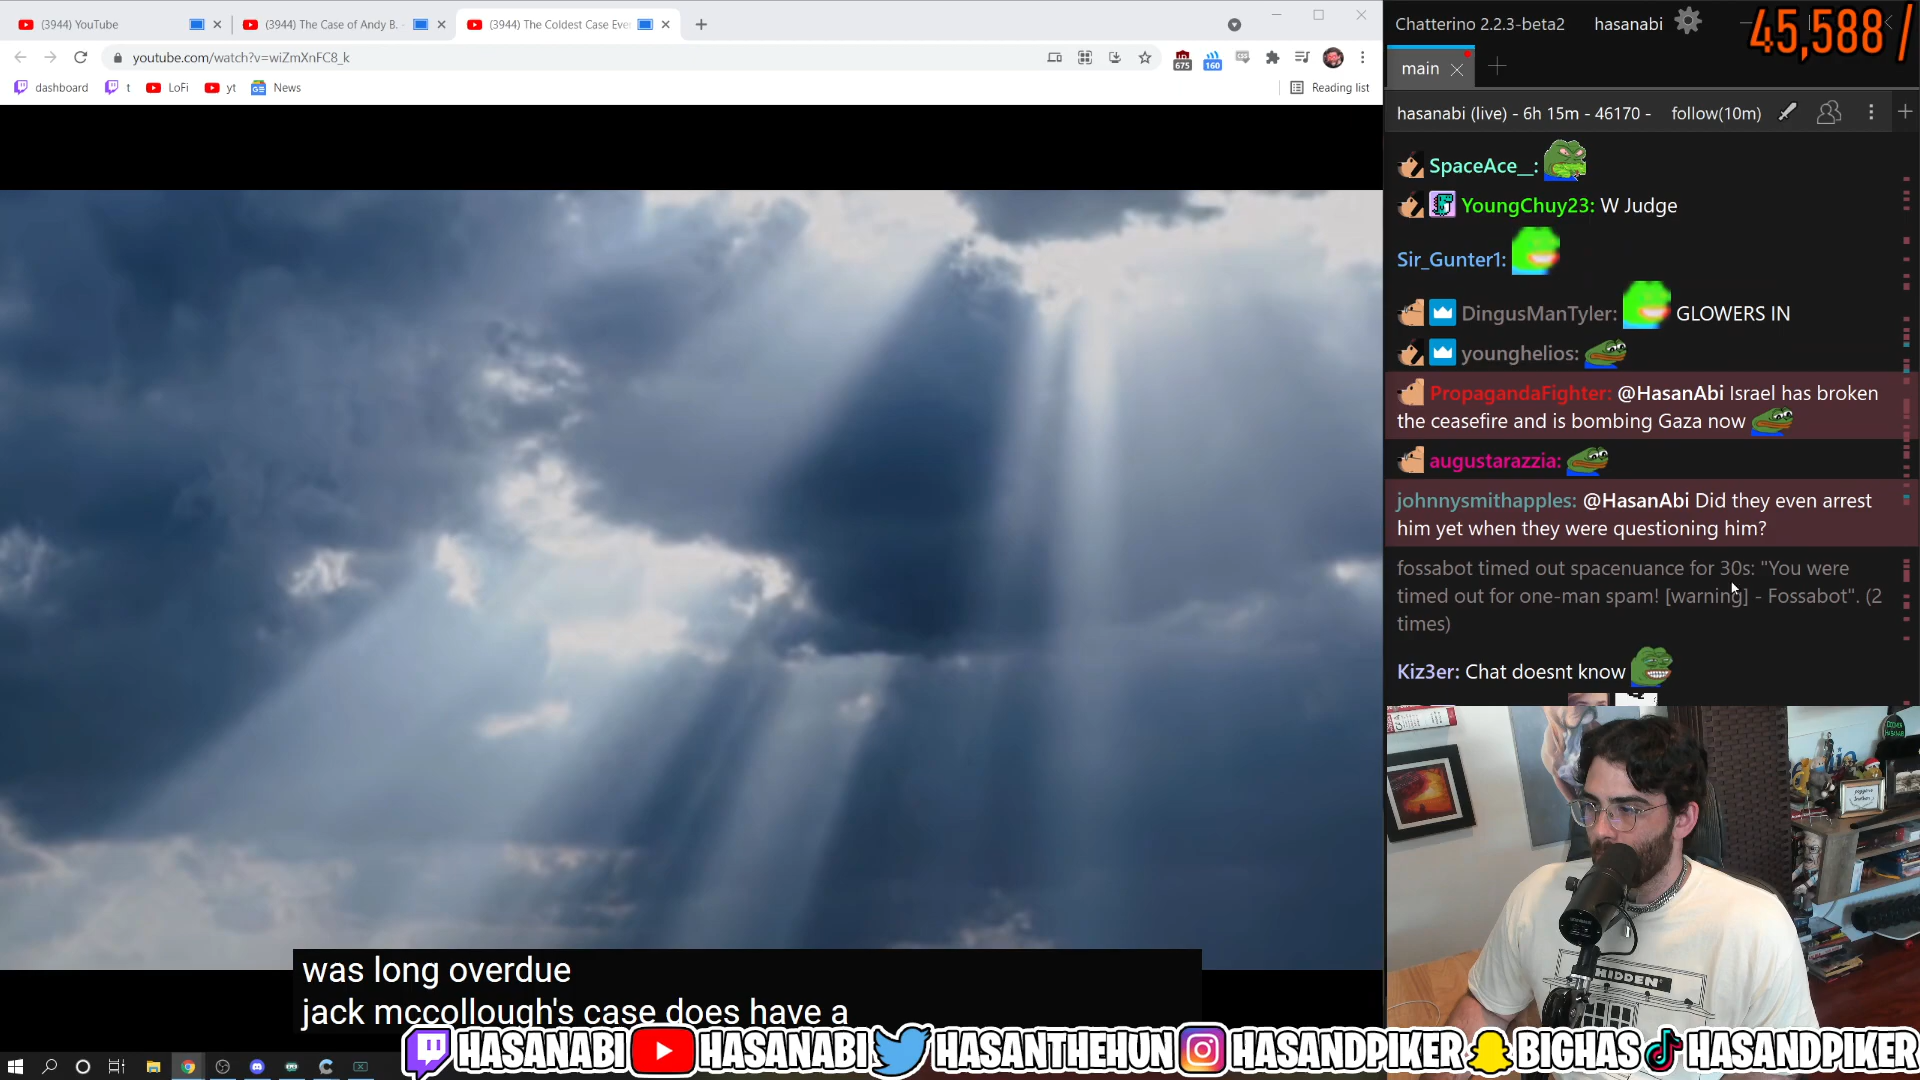 (3944) YouTube
(3944) The Case of Andy B.
(3944) The Coldest Case Eve
youtube.com/watch?v=wiZmXnFC8_k
675
160
dashboard
t
LoFi
yt
News
Reading list
was long overdue
jack mccollough's case does have a
Chatterino 2.2.3-beta2
hasanabi
45,588 /
main
hasanabi (live) - 6h 15m - 46170 -
follow(10m)
SpaceAce__:
YoungChuy23: W Judge
Sir_Gunter1:
DingusManTyler: GLOWERS IN
younghelios:
PropagandaFighter: @HasanAbi Israel has broken
the ceasefire and is bombing Gaza now
augustarazzia:
johnnysmithapples: @HasanAbi Did they even arrest
him yet when they were questioning him?
fossabot timed out spacenuance for 30s: "You were
timed out for one-man spam! [warning] - Fossabot". (2
times)
Kiz3er: Chat doesnt know
HIDDEN
HASANABI
HASANABI
HASANTHEHUN
HASANDPIKER
BIGHAS
HASANDPIKER